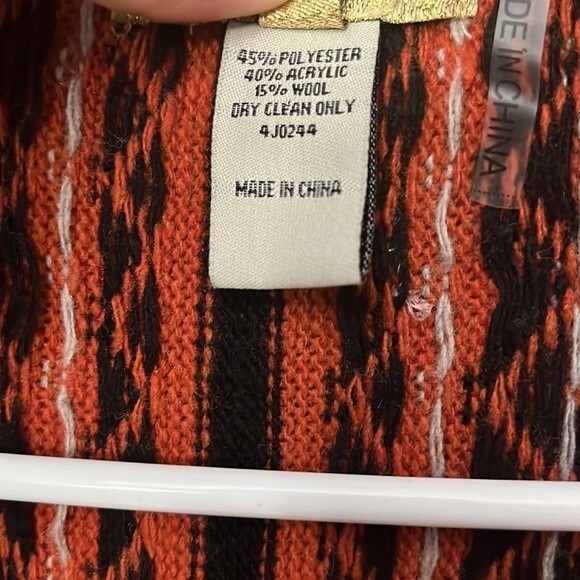 45% POLYESTER
40% ACRYLIC
15% WOOL
DRY CLEAN ONLY
4J0244
MADE IN CHINA
DE IN CHINA